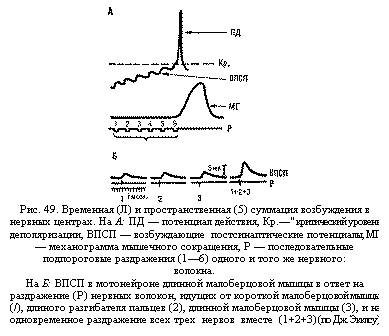 А
ПД
Кр.
ВПСП
МГ
1 2 3 4 5 6
Р
Б
5мв
ВПСП
Р
1 2 3 1+2+3
Рис. 49. Временная (Л) и пространственная (5) суммация возбуждения в
нервных центрах. На А: ПД — потенциал действия, Кр.—"критический уровень
деполяризации, ВПСП — возбуждающие постсинаптические потенциалы, МГ
— механограмма мышечного сокращения, Р — последовательные
подпороговые раздражения (1—6) одного и того же нервного:
волокна.
На Б: ВПСП в мотонейроне длинной малоберцовой мышцы в ответ на
раздражение (Р) нервных волокон, идущих от короткой малоберцовой мышцы
(1), длиного разгибателя пальцев (2), длинной малоберцовой мышцы (3), и на
одновременное раздражение всех трех нервов вместе (1+2+3) (по Дж. Экклсу)